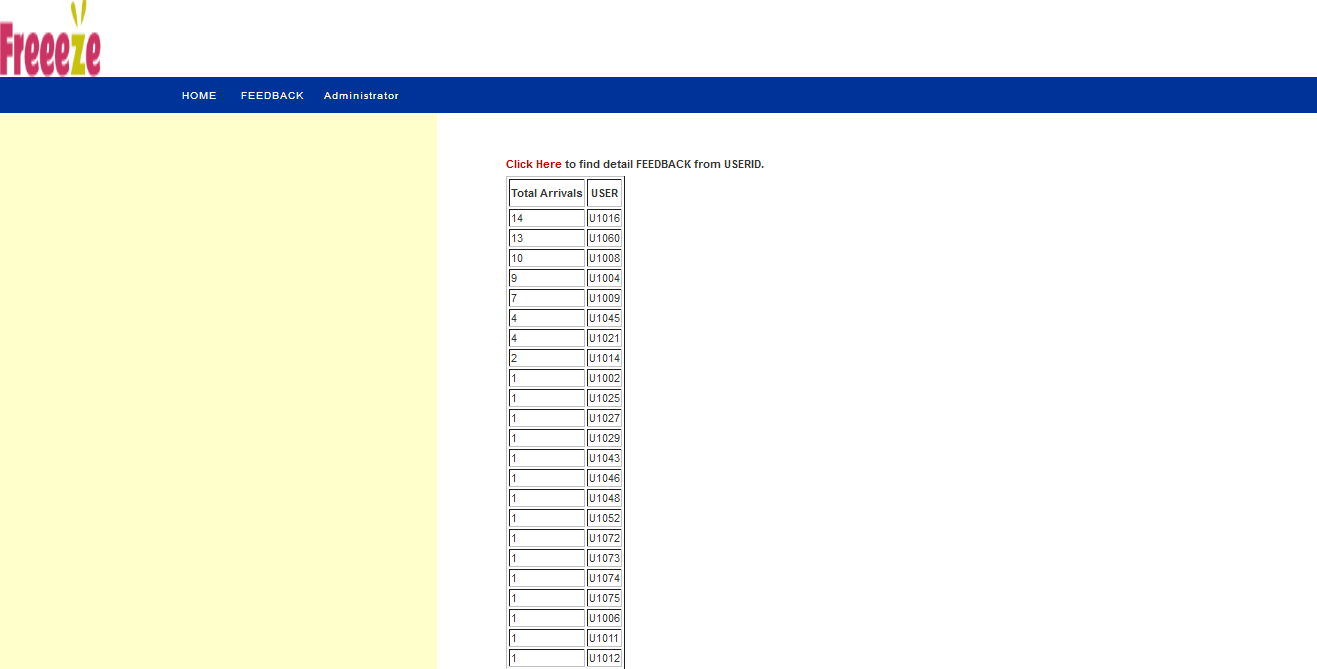 Freeeze
HOME FEEDBACK Administrator
Click Here to find detail FEEDBACK from USERID.
Total Arrivals USER
14 U1016
13 U1060
10 U1008
9 U1004
7 U1009
4 U1045
4 U1021
2 U1014
1 U1002
1 U1025
1 U1027
1 U1029
1 U1043
1 U1046
1 U1048
1 U1052
1 U1072
1 U1073
1 U1074
1 U1075
1 U1006
1 U1011
1 U1012